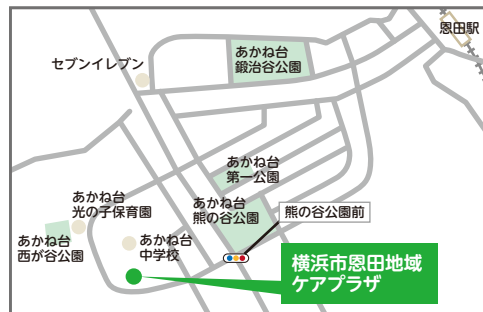 恩田駅
あかね台
鍛治谷公園
セブンイレブン
あかね台
第一公園
あかね台
光の子保育園
あかね台
熊の谷公園
熊の谷公園前
あかね台
西が谷公園
あかね台
中学校
横浜市恩田地域
ケアプラザ